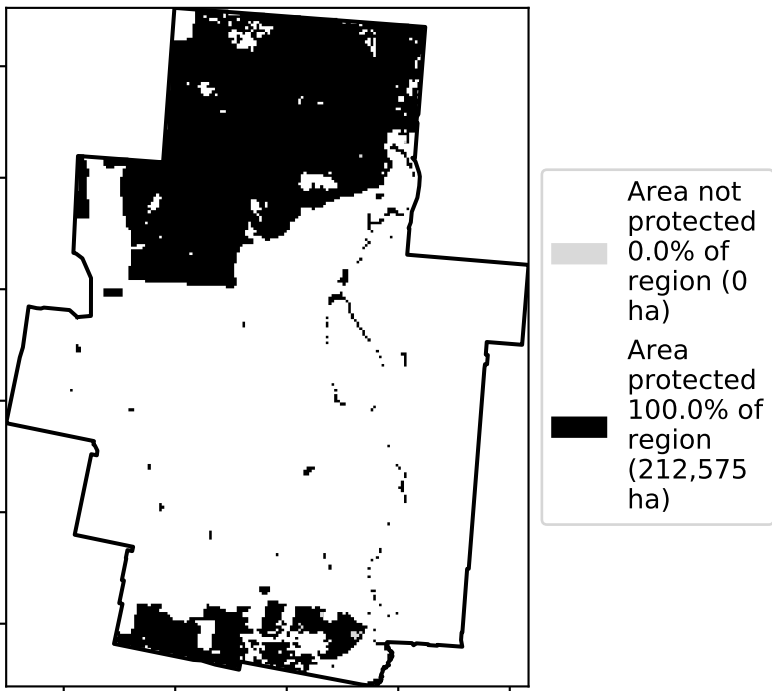 Area not
protected
0.0% of
region (0
ha)
Area
protected
100.0% of
region
(212,575
ha)